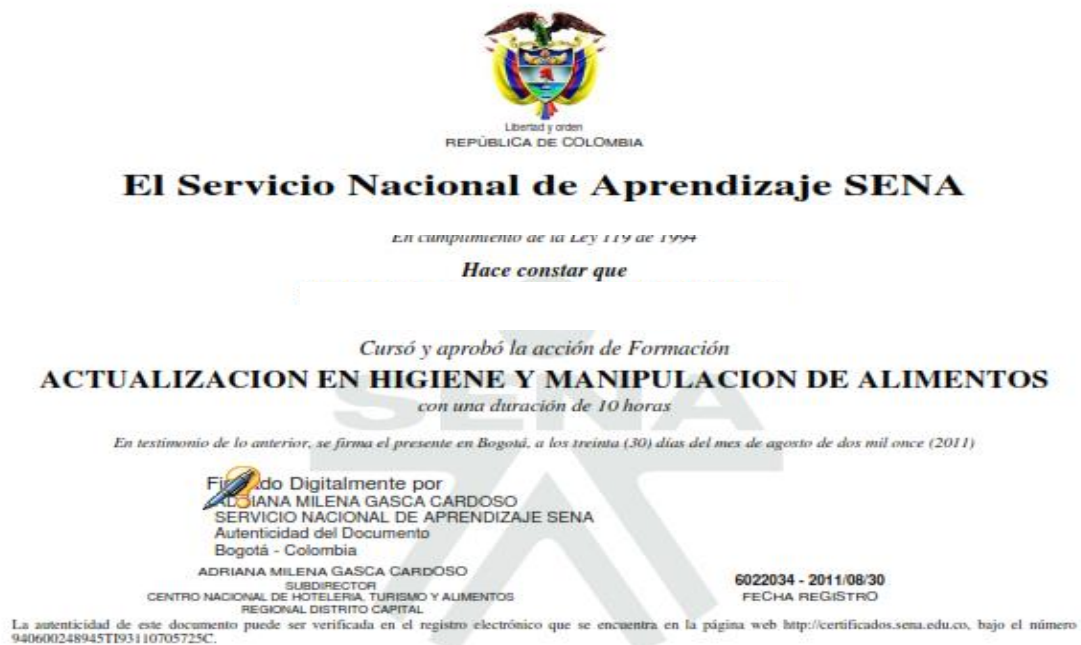 Libertad y orden
REPÚBLICA DE COLOMBIA
El Servicio Nacional de Aprendizaje SENA
En cumplimiento de la Ley 119 de 1994
Hace constar que
Cursó y aprobó la acción de Formación
ACTUALIZACION EN HIGIENE Y MANIPULACION DE ALIMENTOS
con una duración de 10 horas
En testimonio de lo anterior, se firma el presente en Bogotá, a los treinta (30) días del mes de agosto de dos mil once (2011)
Firmado Digitalmente por
ADRIANA MILENA GASCA CARDOSO
SERVICIO NACIONAL DE APRENDIZAJE SENA
Autenticidad del Documento
Bogotá - Colombia
ADRIANA MILENA GASCA CARDOSO
SUBDIRECTOR
CENTRO NACIONAL DE HOTELERIA, TURISMO Y ALIMENTOS
REGIONAL DISTRITO CAPITAL
6022034 - 2011/08/30
FECHA REGISTRO
La autenticidad de este documento puede ser verificada en el registro electrónico que se encuentra en la página web http://certificados.sena.edu.co, bajo el número
940600248945TI93110705725C.
SENA